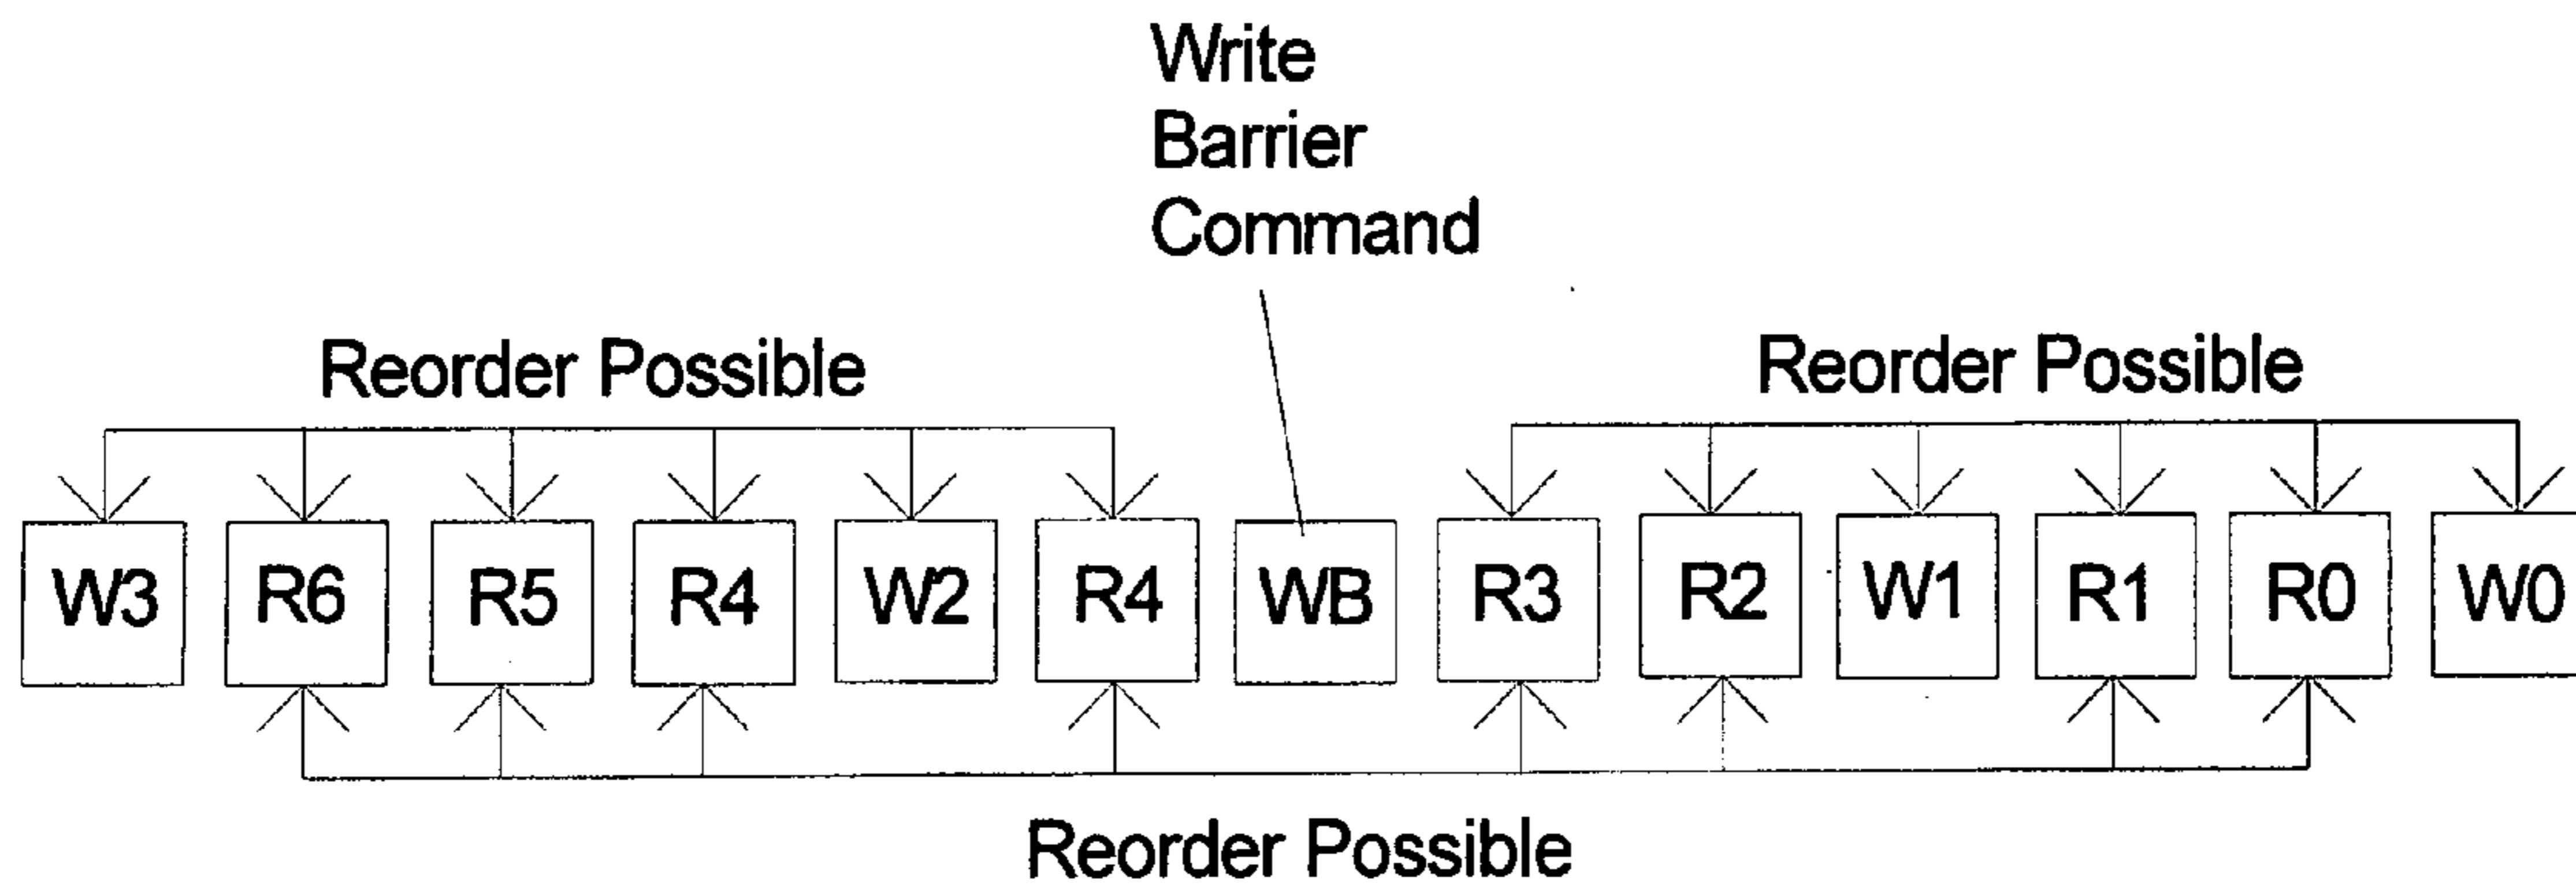 Write
Barrier
Command
Reorder Possible Reorder Possible
W3 R6 R5 R4 W2 R4 WB R3 R2 W1 R1 R0 W0
Reorder Possible